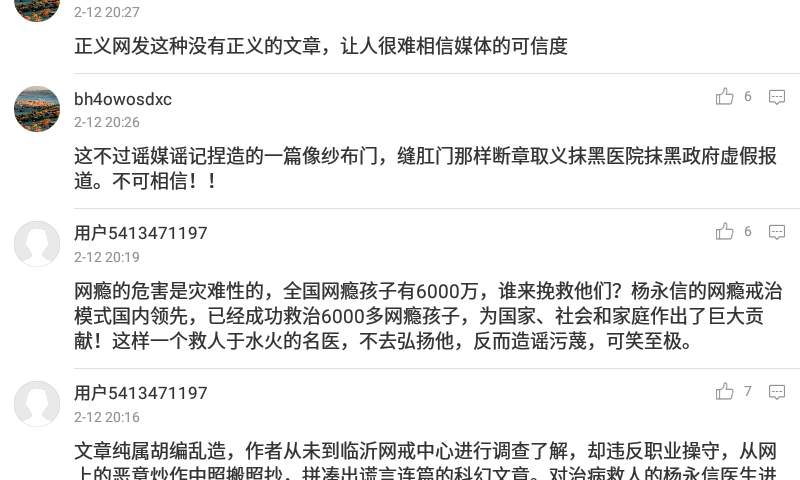 2-12 20:27
正义网发这种没有正义的文章，让人很难相信媒体的可信度
bh4owosdxc
6
2-12 20:26
这不过谣媒谣记捏造的一篇像纱布门，缝肛门那样断章取义抹黑医院抹黑政府虚假报
道。不可相信！！
用户5413471197
6
2-12 20:19
网瘾的危害是灾难性的，全国网瘾孩子有6000万，谁来挽救他们？杨永信的网瘾戒治
模式国内领先，已经成功救治6000多网瘾孩子，为国家、社会和家庭作出了巨大贡
献！这样一个救人于水火的名医，不去弘扬他，反而造谣污蔑，可笑至极。
用户5413471197
7
2-12 20:16
文章纯属胡编乱造，作者从未到临沂网戒中心进行调查了解，却违反职业操守，从网
上的恶意炒作中照搬照抄，拼凑出谎言连篇的科幻文章。对治病救人的杨永信医生进